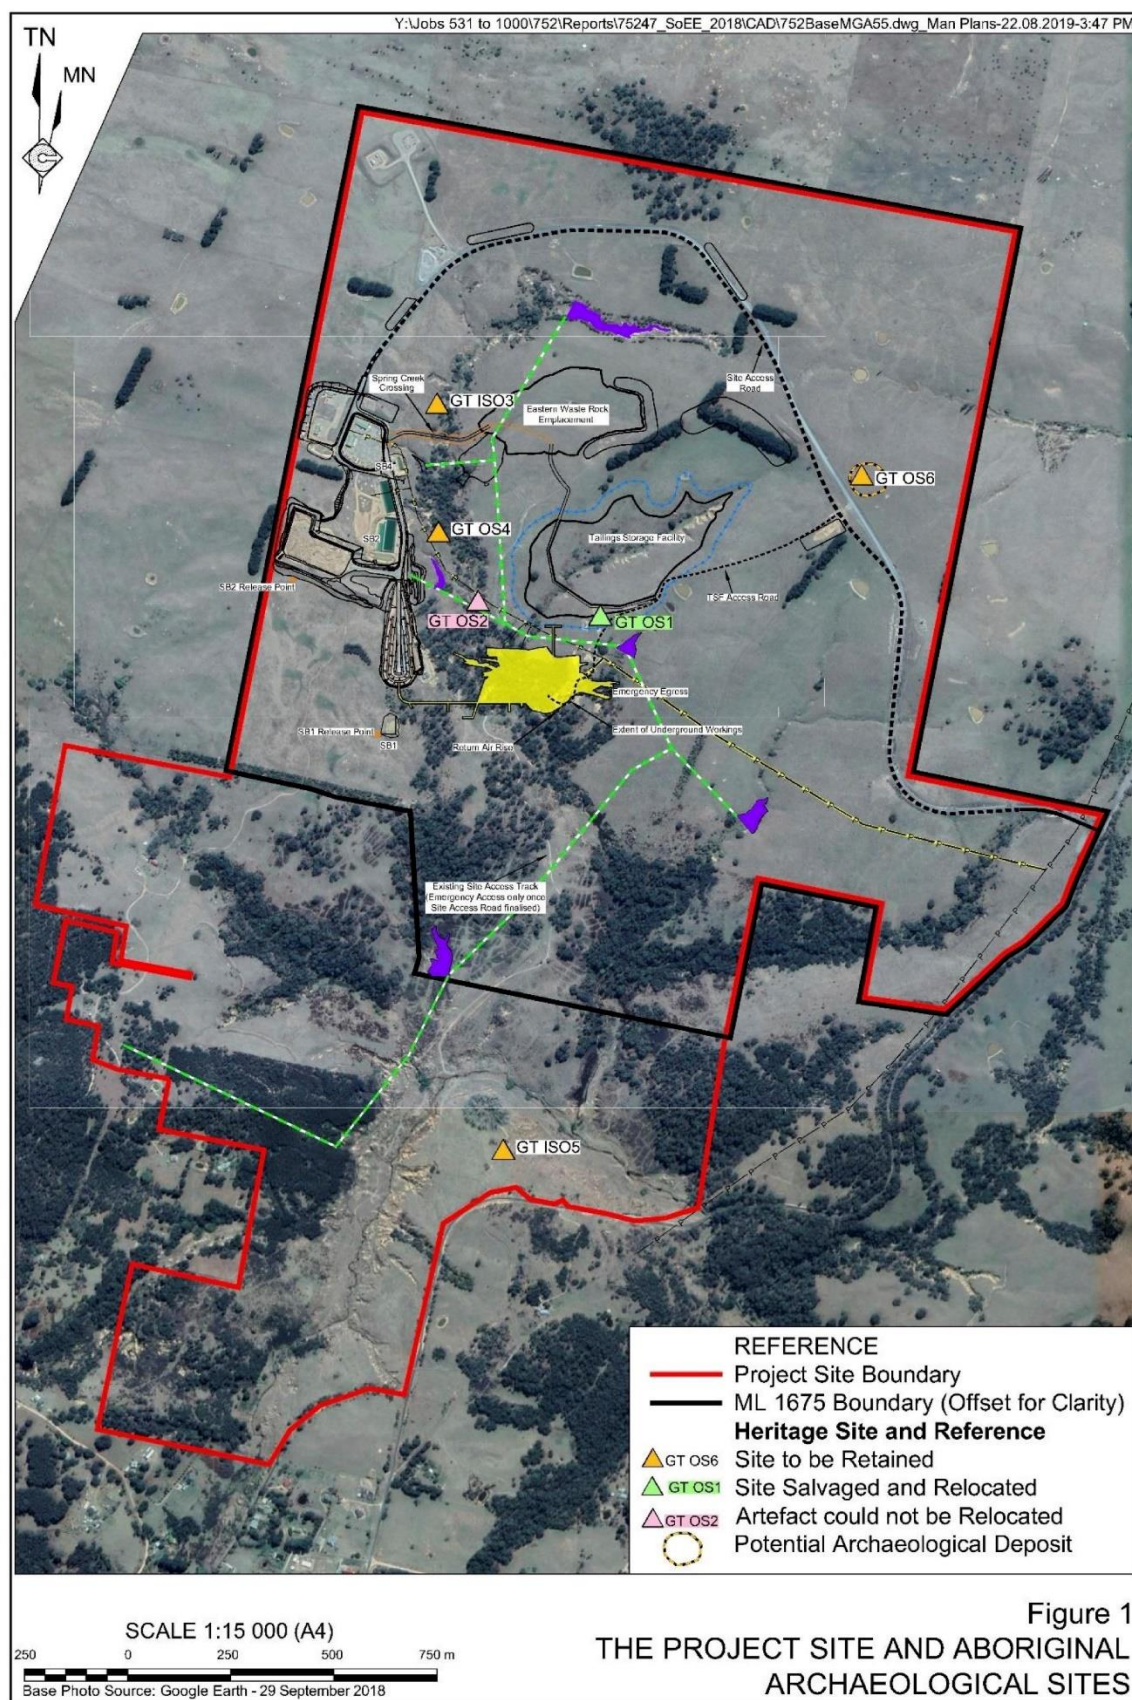 Y:\Jobs 531 to 1000\752\Reports\75247_SoEE_2018\CAD\752BaseMGA55.dwg_Man Plans-22.08.2019-3:47 PM
TN
MN
Spring Creek
Crossing
GT ISO3
Eastern Waste Rock
Emplacement
Site Access
Road
SB4
GT OS6
GT OS4
SB2
Tailings Storage Facility
SB2 Release Point
TSF Access Road
GT OS2
GT OS1
Emergency Egress
SB1 Release Point
SB1
Return Air Rise
Extent of Underground Workings
Existing Site Access Track
(Emergency Access only once
Site Access Road finalised)
GT ISO5
REFERENCE
Project Site Boundary
ML 1675 Boundary (Offset for Clarity)
Heritage Site and Reference
GT OS6 Site to be Retained
GT OS1 Site Salvaged and Relocated
GT OS2 Artefact could not be Relocated
Potential Archaeological Deposit
SCALE 1:15 000 (A4)
250 0 250 500 750 m
Base Photo Source: Google Earth - 29 September 2018
Figure 1
THE PROJECT SITE AND ABORIGINAL
ARCHAEOLOGICAL SITES